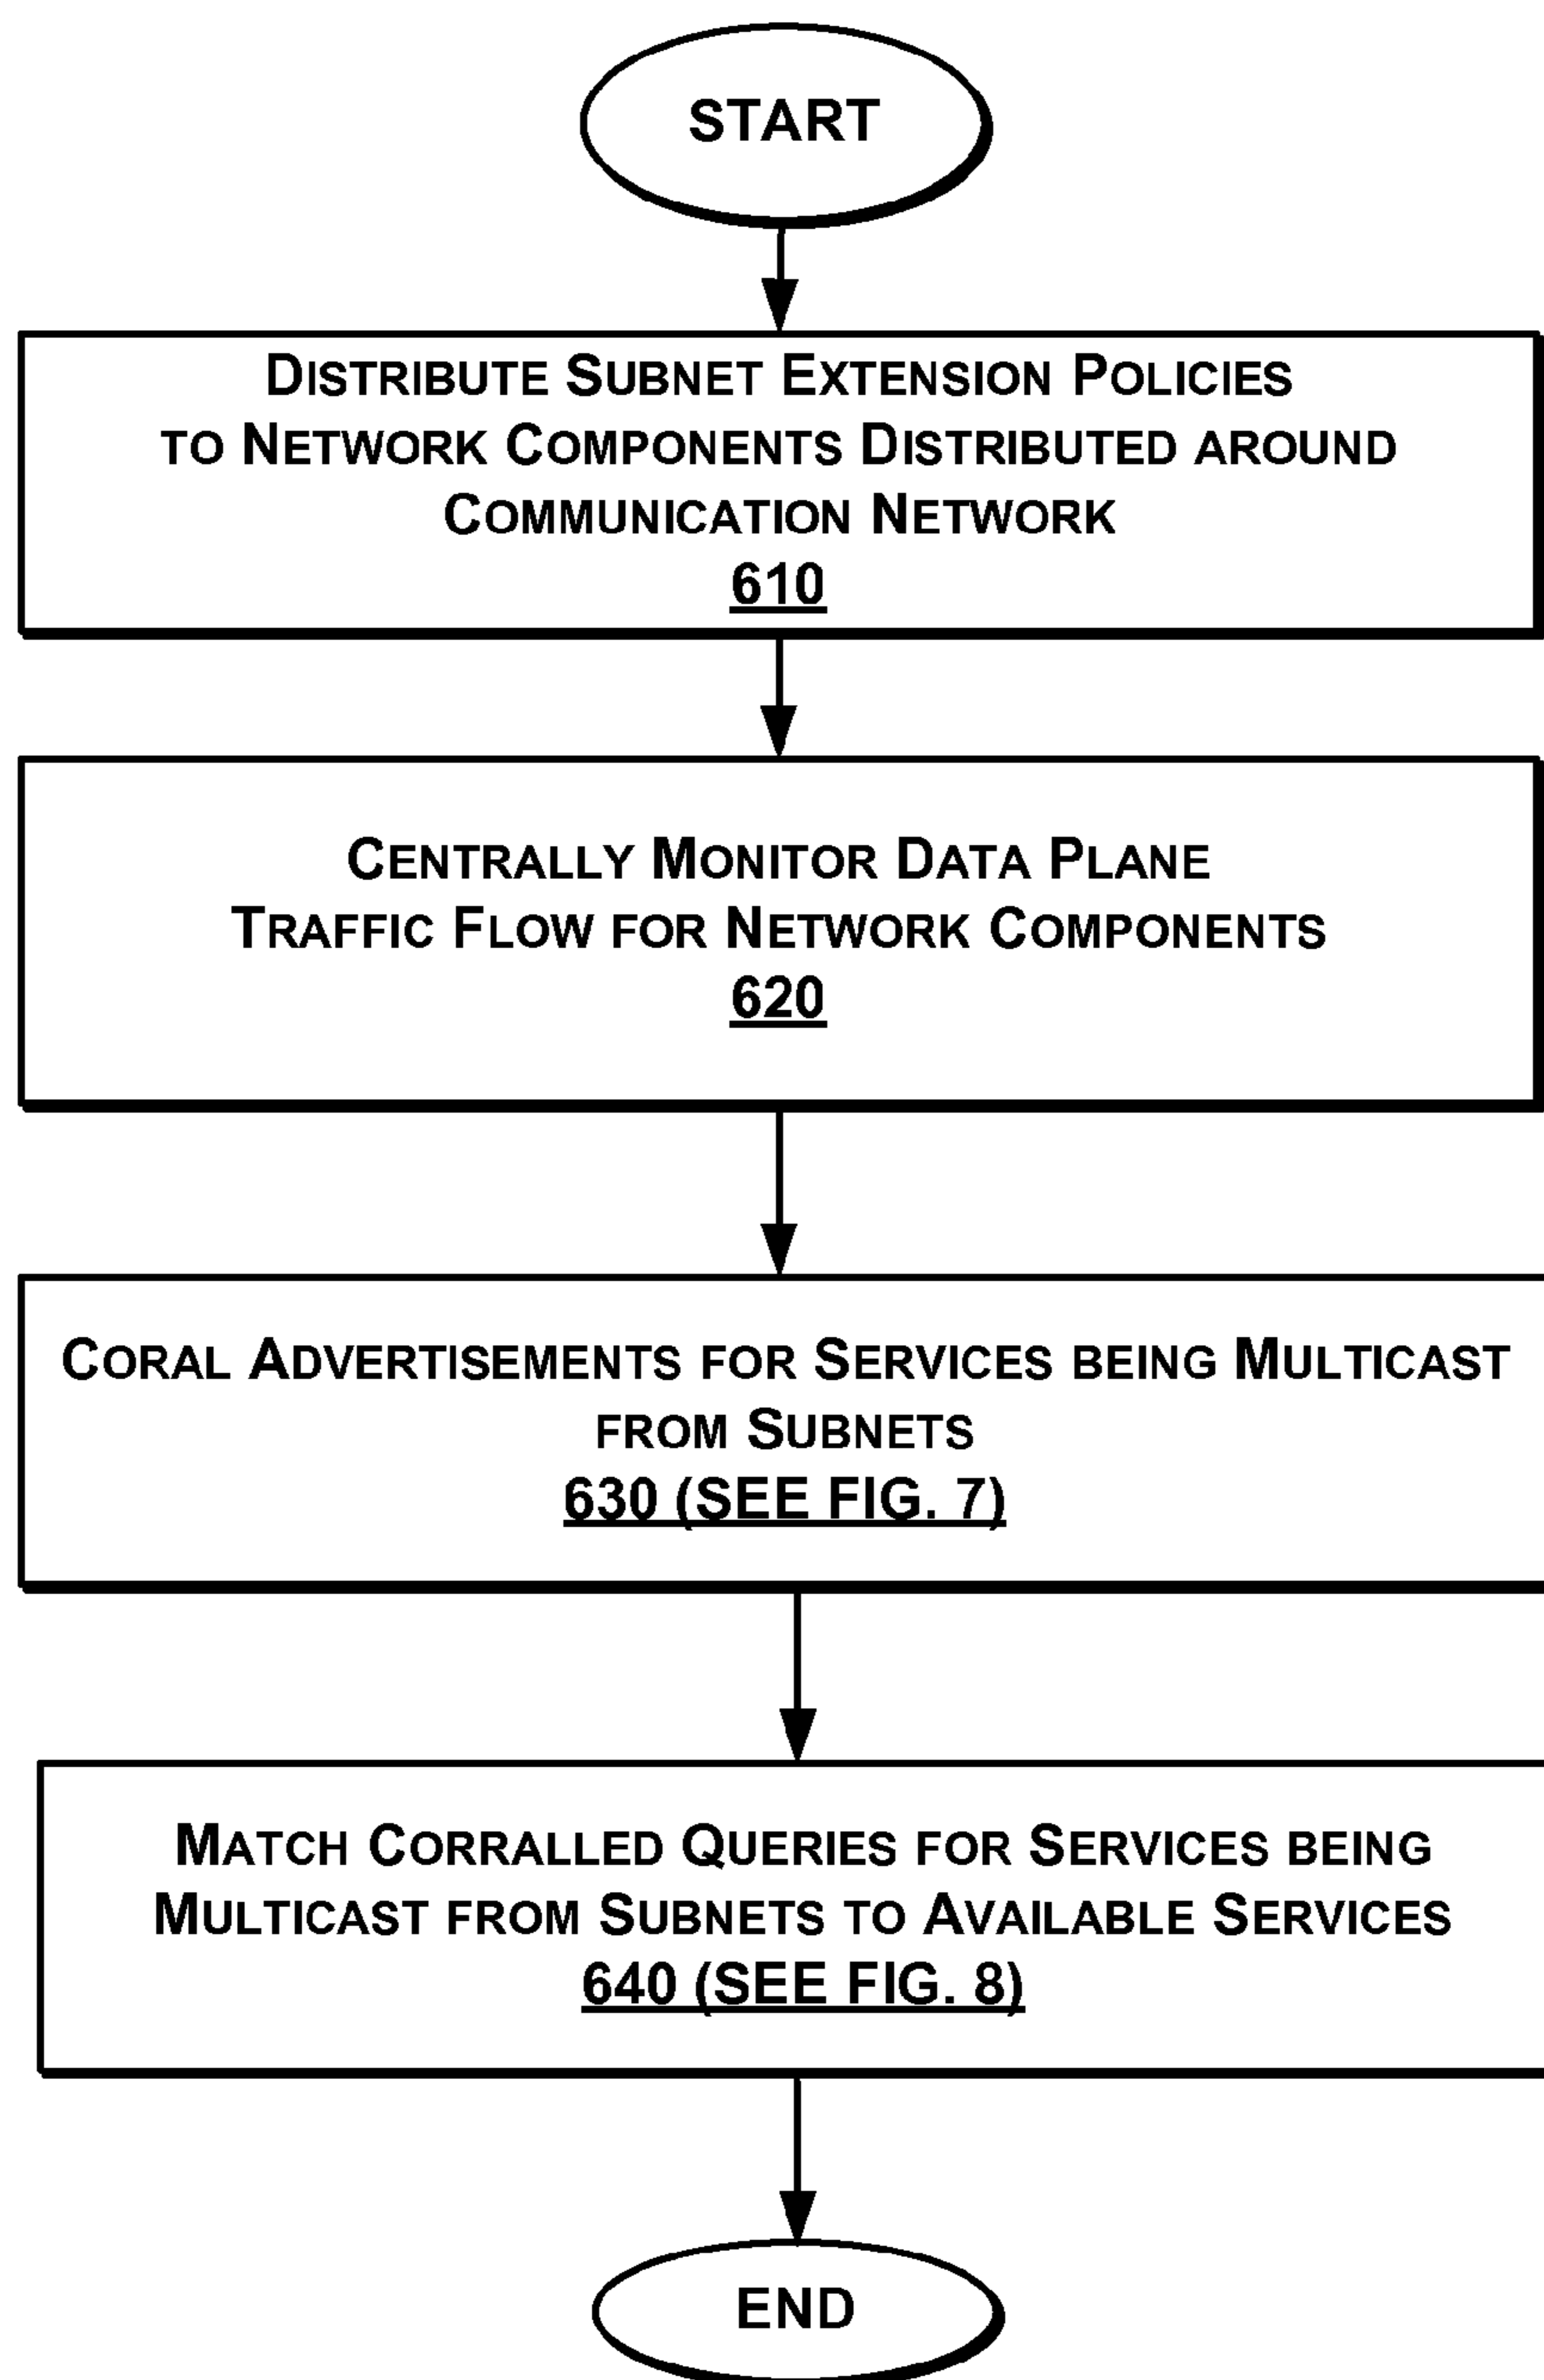 START
DISTRIBUTE SUBNET EXTENSION POLICIES
TO NETWORK COMPONENTS DISTRIBUTED AROUND
COMMUNICATION NETWORK
610
CENTRALLY MONITOR DATA PLANE
TRAFFIC FLOW FOR NETWORK COMPONENTS
620
CORAL ADVERTISEMENTS FOR SERVICES BEING MULTICAST
FROM SUBNETS
630 (SEE FIG. 7)
MATCH CORRALLED QUERIES FOR SERVICES BEING
MULTICAST FROM SUBNETS TO AVAILABLE SERVICES
640 (SEE FIG. 8)
END